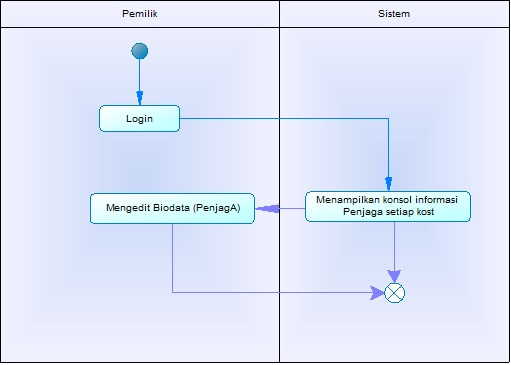 Pemilik
Sistem
Login
Mengedit Biodata (PenjagA)
Menampilkan konsol informasi
Penjaga setiap kost